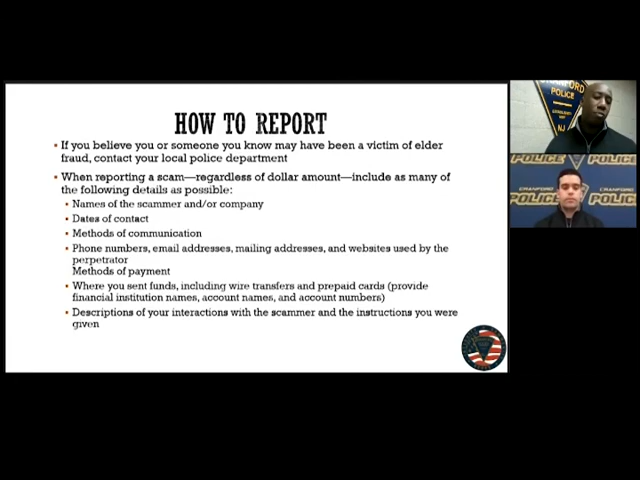 HOW TO REPORT
• If you believe you or someone you know may have been a victim of elder
fraud, contact your local police department
• When reporting a scam—regardless of dollar amount—include as many of
the following details as possible:
• Names of the scammer and/or company
• Dates of contact
• Methods of communication
• Phone numbers, email addresses, mailing addresses, and websites used by the
perpetrator
Methods of payment
• Where you sent funds, including wire transfers and prepaid cards (provide
financial institution names, account names, and account numbers)
• Descriptions of your interactions with the scammer and the instructions you were
given
CRANFORD
POLICE
NJ
POLICE
POLICE
CRANFORD
POLICE
POLICE